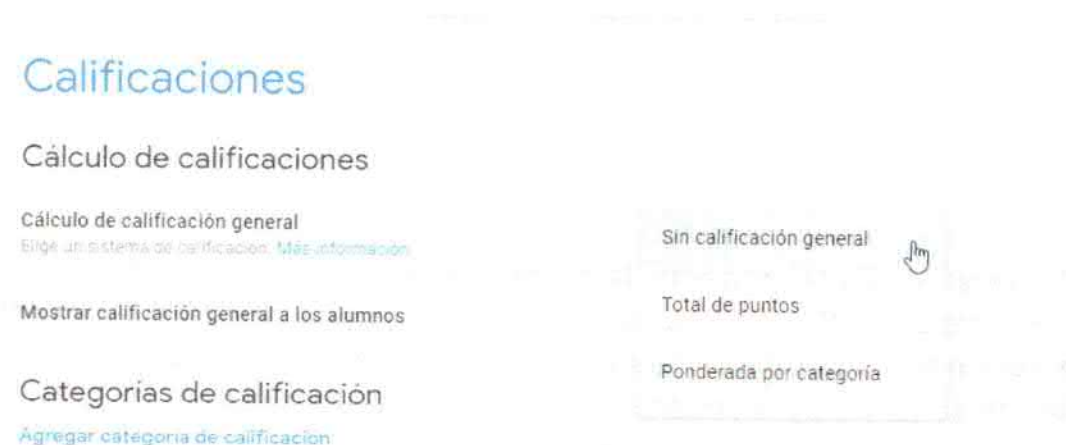 Calificaciones
Cálculo de calificaciones
Cálculo de calificación general
Elige un sistema de calificación. Más información
Mostrar calificación general a los alumnos
Sin calificación general
Total de puntos
Ponderada por categoría
Categorías de calificación
Agregar categoría de calificación